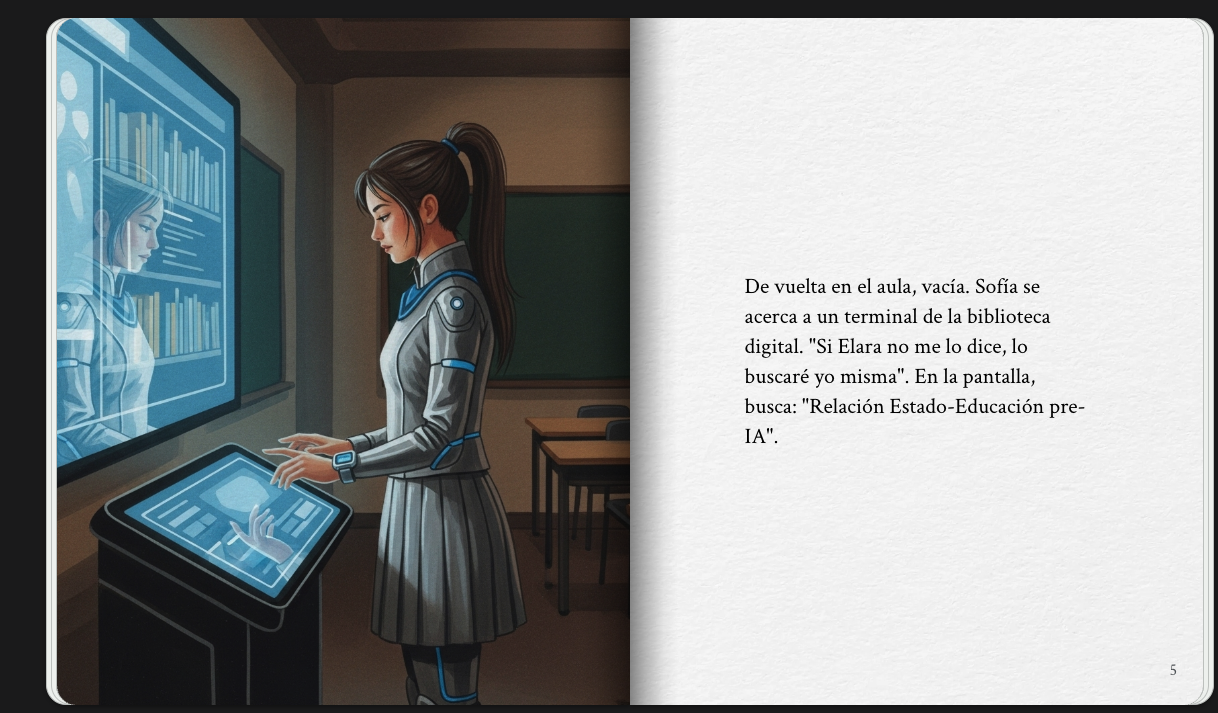 De vuelta en el aula, vacía. Sofía se
acerca a un terminal de la biblioteca
digital. "Si Elara no me lo dice, lo
buscaré yo misma". En la pantalla,
busca: "Relación Estado-Educación pre-
IA".
5